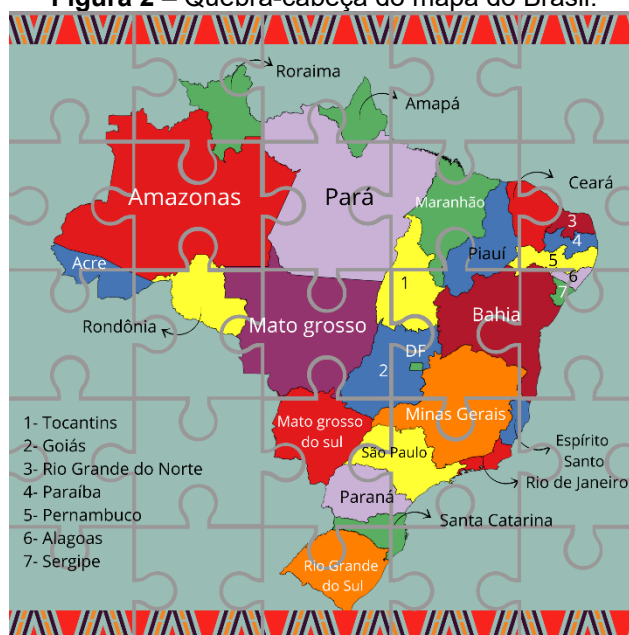 Figura 2 – Quebra-cabeça do mapa do Brasil.
Roraima
Amapá
Amazonas
Pará
Maranhão
Ceará
3
4
Piauí
5
6
7
Acre
1
Rondônia
Mato grosso
Bahia
DF
2
Mato grosso
do sul
Minas Gerais
São Paulo
Espírito
Santo
Rio de Janeiro
Paraná
Santa Catarina
Rio Grande
do Sul
1- Tocantins
2- Goiás
3- Rio Grande do Norte
4- Paraíba
5- Pernambuco
6- Alagoas
7- Sergipe